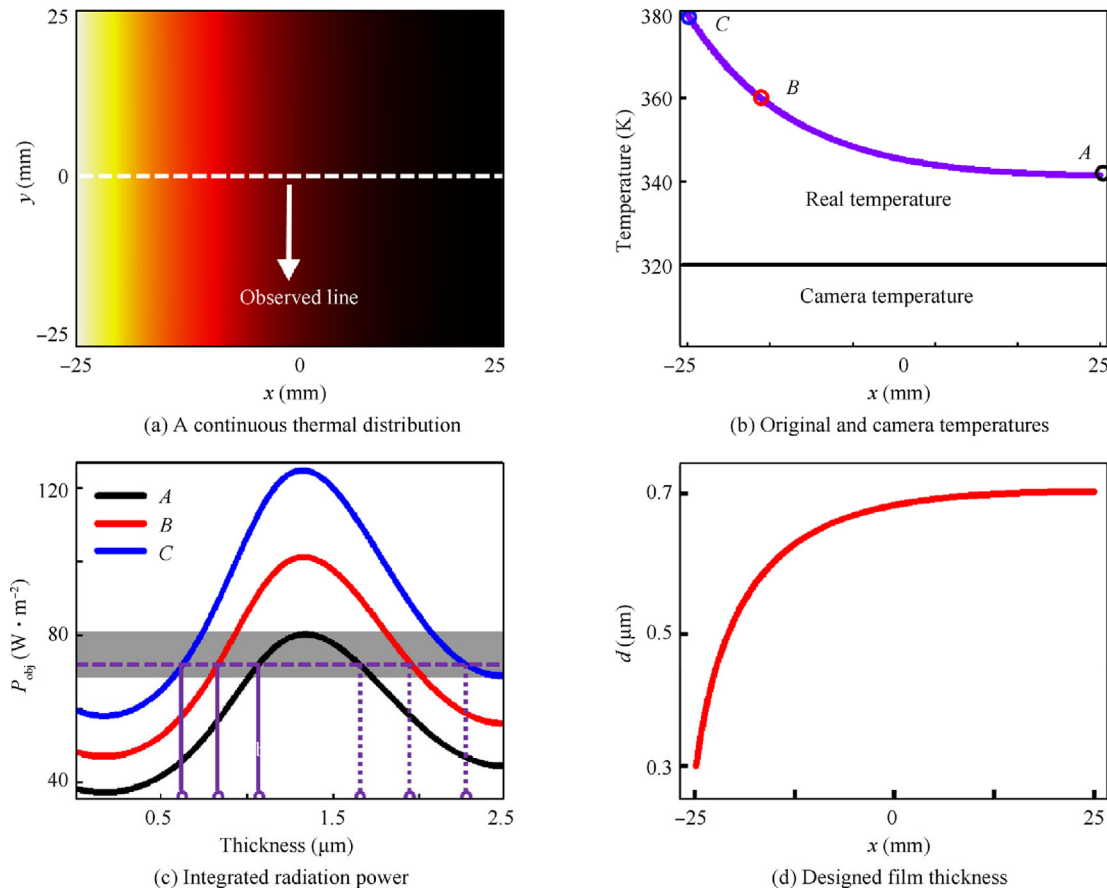 25
0
−25
y (mm)
Observed line
−25
0
25
x (mm)
(a) A continuous thermal distribution
380
360
340
320
Temperature (K)
C
B
A
Real temperature
Camera temperature
−25
0
25
x (mm)
(b) Original and camera temperatures
120
80
40
Pobj (W・m−2)
A
B
C
b
0.5
1.5
2.5
Thickness (μm)
(c) Integrated radiation power
0.7
0.5
0.3
d (μm)
−25
0
25
x (mm)
(d) Designed film thickness